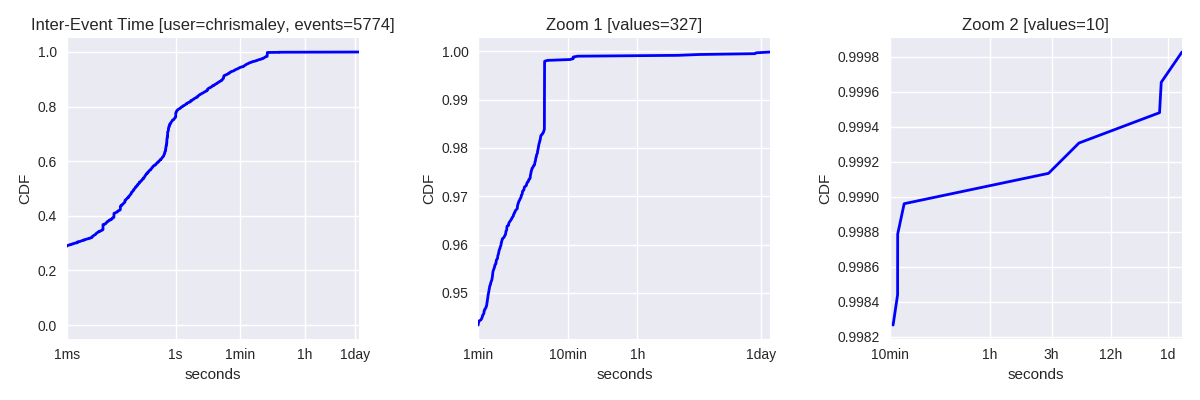 Inter-Event Time [user=chrismaley, events=5774]
CDF
1.0
0.8
0.6
0.4
0.2
0.0
1ms 1s 1min 1h 1day
seconds
Zoom 1 [values=327]
CDF
1.00
0.99
0.98
0.97
0.96
0.95
1min 10min 1h 1day
seconds
Zoom 2 [values=10]
CDF
0.9998
0.9996
0.9994
0.9992
0.9990
0.9988
0.9986
0.9984
0.9982
10min 1h 3h 12h 1d
seconds